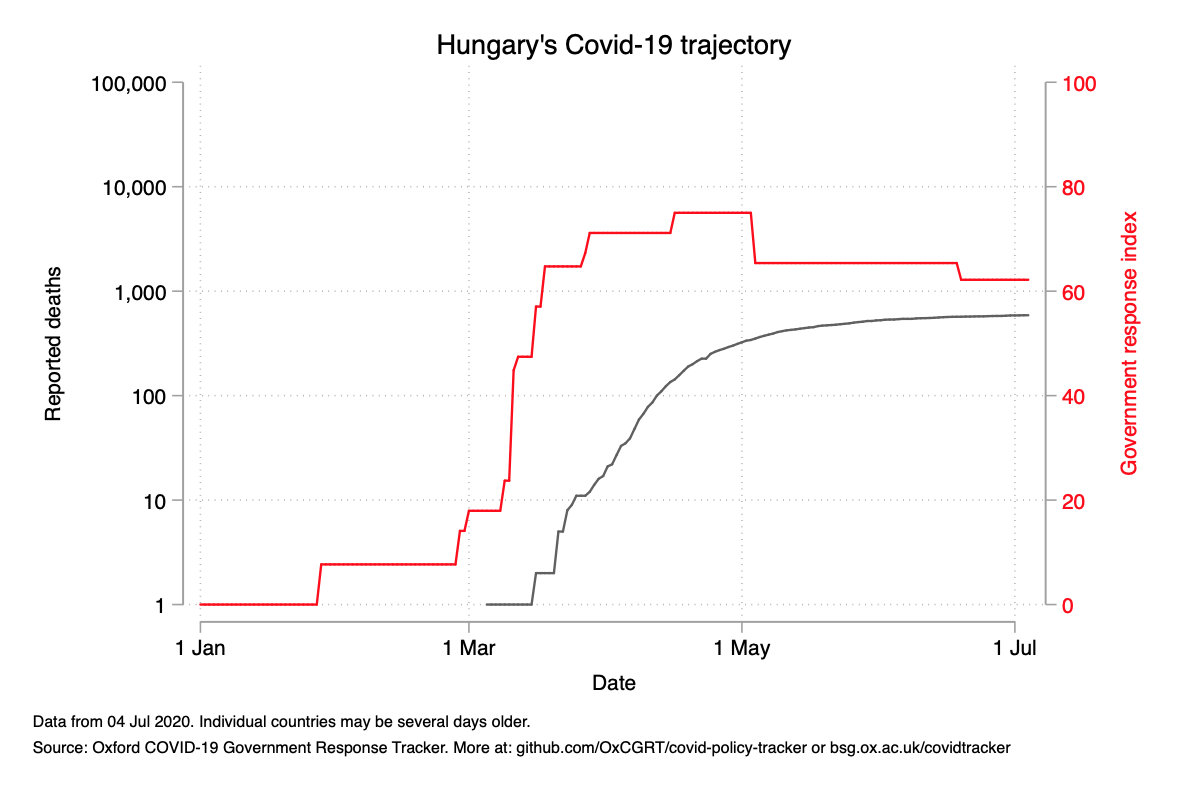 Hungary's Covid-19 trajectory
100,000
10,000
1,000
100
10
1
Reported deaths
100
80
60
40
20
0
Government response index
1 Jan
1 Mar
1 May
1 Jul
Date
Data from 04 Jul 2020. Individual countries may be several days older.
Source: Oxford COVID-19 Government Response Tracker. More at: github.com/OxCGRT/covid-policy-tracker or bsg.ox.ac.uk/covidtracker